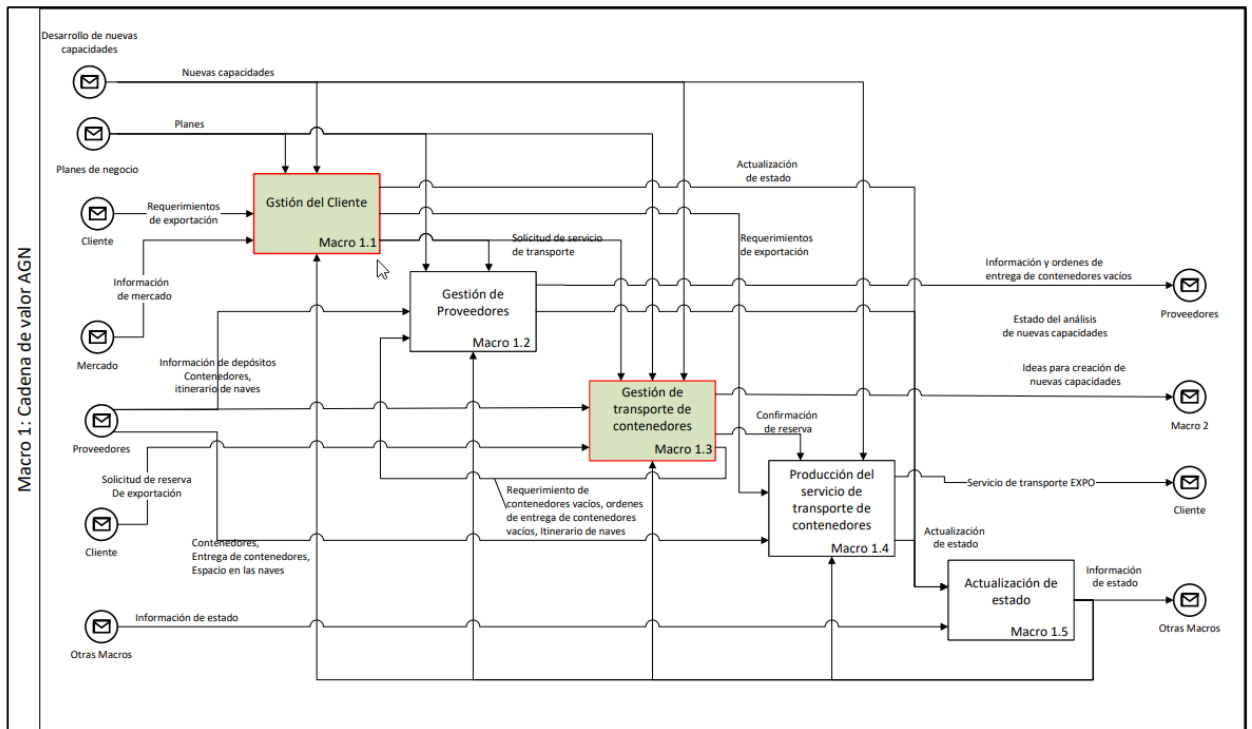 Macro 1: Cadena de valor AGN
Desarrollo de nuevas
capacidades
Nuevas capacidades
Planes
Planes de negocio
Actualización
de estado
Gstión del Cliente
Macro 1.1
Requerimientos
de exportación
Cliente
Solicitud de servicio
de transporte
Requerimientos
de exportación
Información
de mercado
Mercado
Gestión de
Proveedores
Macro 1.2
Información y ordenes de
entrega de contenedores vacíos
Proveedores
Estado del análisis
de nuevas capacidades
Información de depósitos
Contenedores,
itinerario de naves
Ideas para creación de
nuevas capacidades
Macro 2
Proveedores
Gestión de
transporte de
contenedores
Macro 1.3
Confirmación
de reserva
Solicitud de reserva
De exportación
Cliente
Requerimiento de
contenedores vacíos, ordenes
de entrega de contenedores
vacíos, Itinerario de naves
Producción del
servicio de
transporte de
contenedores
Macro 1.4
Servicio de transporte EXPO
Cliente
Contenedores,
Entrega de contenedores,
Espacio en las naves
Actualización
de estado
Actualización de
estado
Macro 1.5
Información
de estado
Otras Macros
Información de estado
Otras Macros